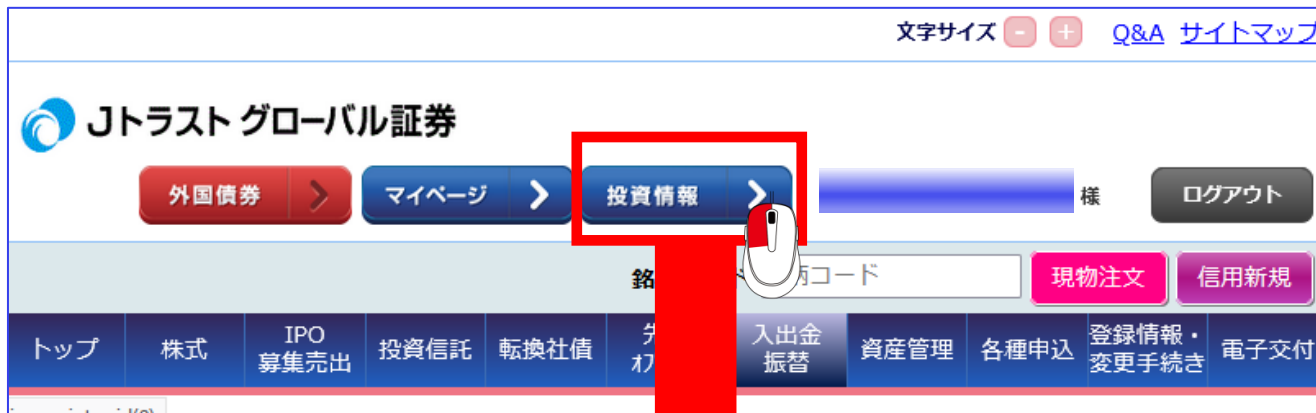 文字サイズ - + Q&A サイトマップ
Jトラスト グローバル証券
外国債券 マイページ 投資情報 様 ログアウト
銘 コード 現物注文 信用新規
トップ 株式 IPO 募集売出 投資信託 転換社債 入出金 振替 資産管理 各種申込 登録情報・ 変更手続き 電子交付